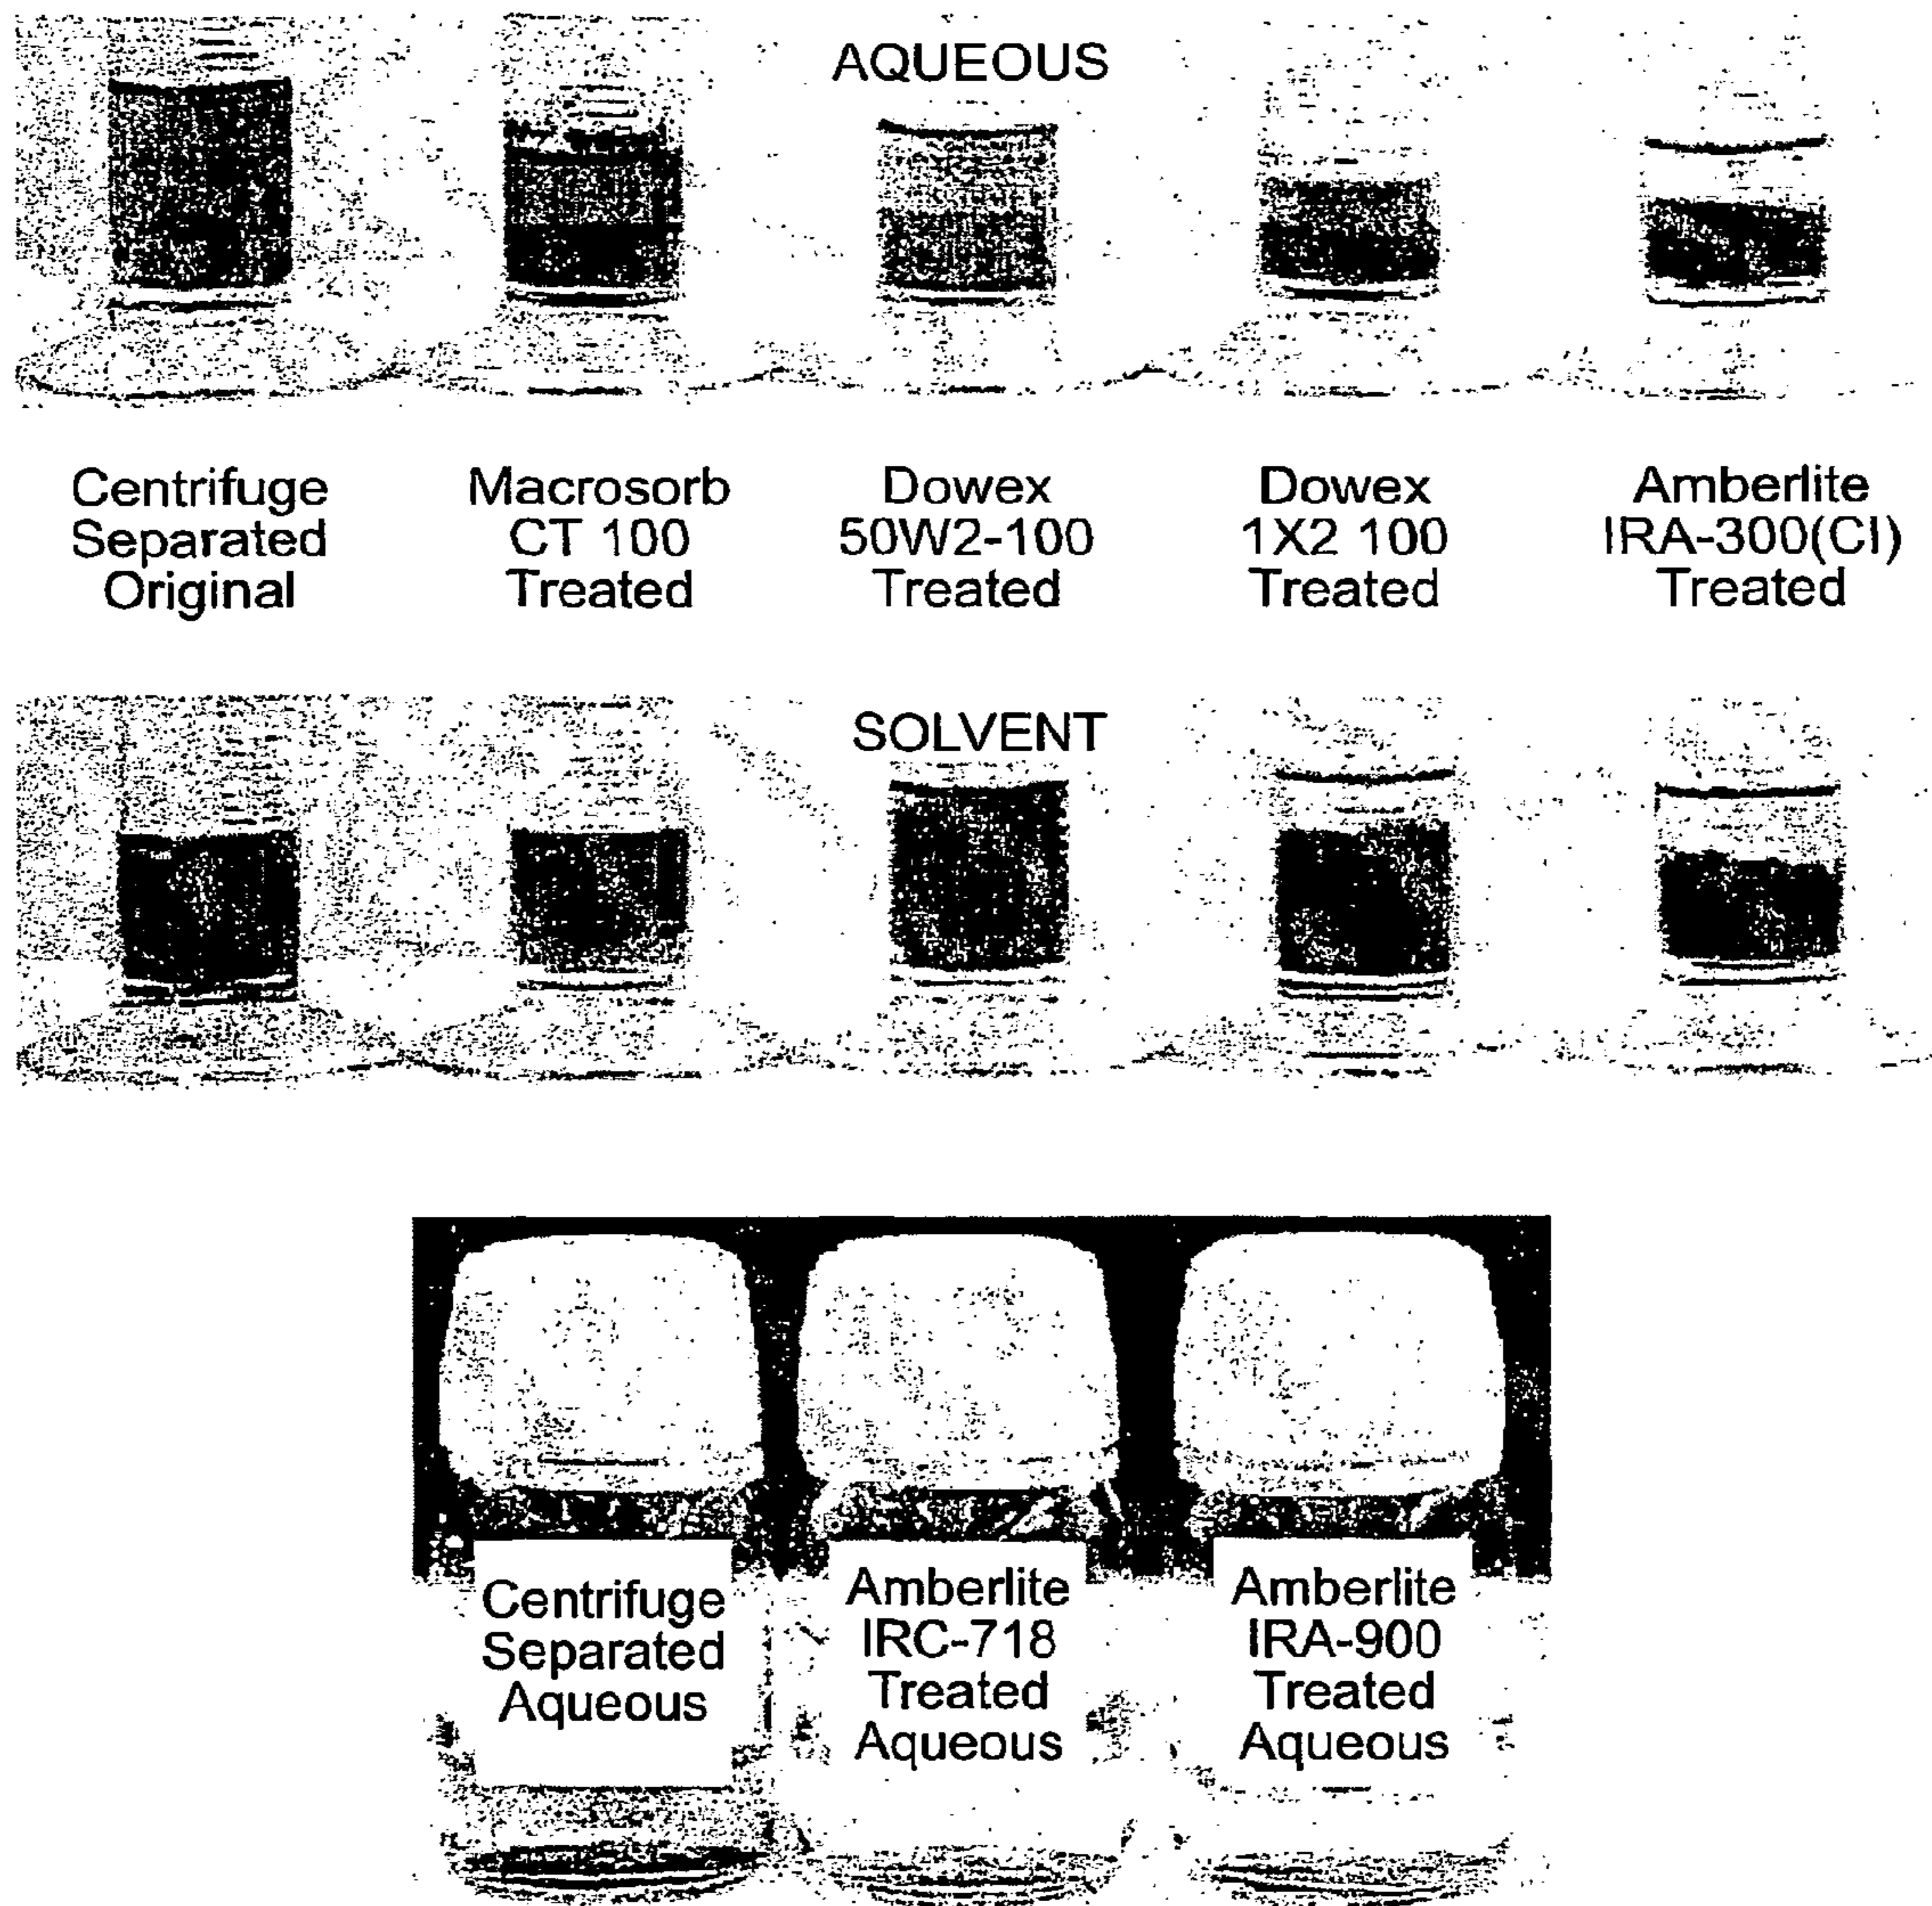 AQUEOUS
Centrifuge
Separated
Original
Macrosorb
CT 100
Treated
Dowex
50W2-100
Treated
Dowex
1X2 100
Treated
Amberlite
IRA-300(CI)
Treated
SOLVENT
Centrifuge
Separated
Aqueous
Amberlite
IRC-718
Treated
Aqueous
Amberlite
IRA-900
Treated
Aqueous